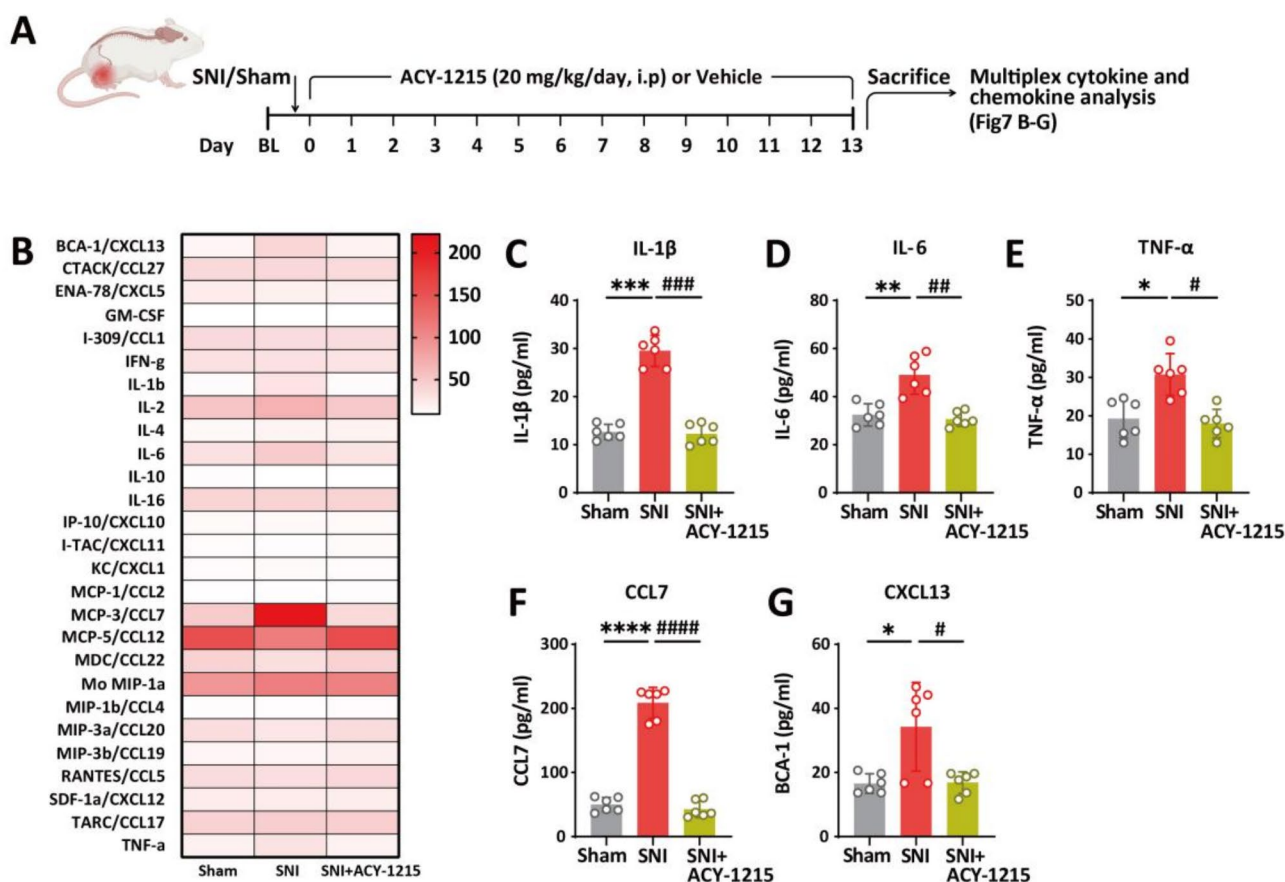 A
SNI/Sham
ACY-1215 (20 mg/kg/day, i.p) or Vehicle
Sacrifice
Multiplex cytokine and
chemokine analysis
(Fig7 B-G)
Day BL 0 1 2 3 4 5 6 7 8 9 10 11 12 13
B
BCA-1/CXCL13
CTACK/CCL27
ENA-78/CXCL5
GM-CSF
I-309/CCL1
IFN-g
IL-1b
IL-2
IL-4
IL-6
IL-10
IL-16
IP-10/CXCL10
I-TAC/CXCL11
KC/CXCL1
MCP-1/CCL2
MCP-3/CCL7
MCP-5/CCL12
MDC/CCL22
Mo MIP-1a
MIP-1b/CCL4
MIP-3a/CCL20
MIP-3b/CCL19
RANTES/CCL5
SDF-1a/CXCL12
TARC/CCL17
TNF-a
Sham SNI SNI+ACY-1215
200
150
100
50
C
IL-1β
*** ###
IL-1β (pg/ml)
40
30
20
10
0
Sham SNI SNI+
ACY-1215
D
IL-6
** ##
IL-6 (pg/ml)
80
60
40
20
0
Sham SNI SNI+
ACY-1215
E
TNF-α
* #
TNF-α (pg/ml)
50
40
30
20
10
0
Sham SNI SNI+
ACY-1215
F
CCL7
**** ####
CCL7 (pg/ml)
300
200
100
0
Sham SNI SNI+
ACY-1215
G
CXCL13
* #
BCA-1 (pg/ml)
60
40
20
0
Sham SNI SNI+
ACY-1215